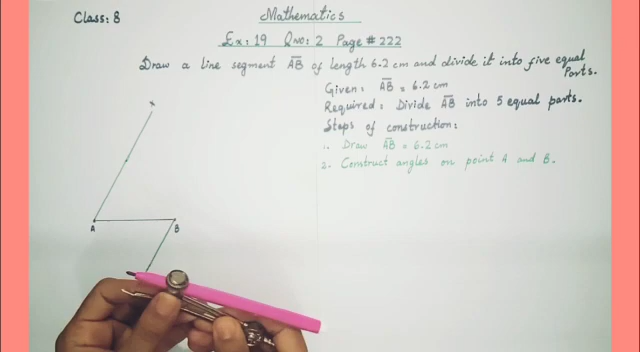 Class: 8
Mathematics
Ex: 19 Q no: 2 Page # 222
Draw a line segment AB of length 6.2 cm and divide it into five equal
Parts.
Given: AB = 6.2 cm
Required: Divide AB into 5 equal parts.
Steps of construction:
1. Draw AB = 6.2 cm
2. Construct angles on point A and B.
x
A
B